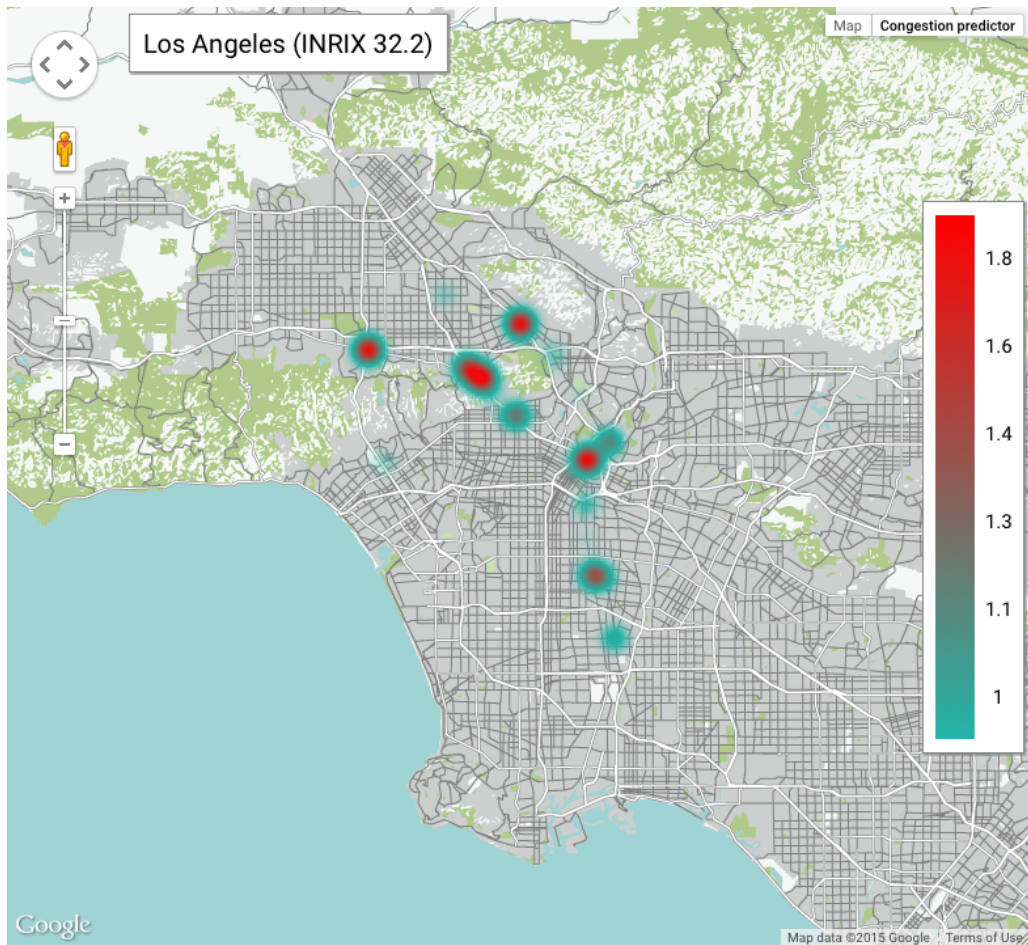 Los Angeles (INRIX 32.2)
Map
Congestion predictor
1.8
1.6
1.4
1.3
1.1
1
Google
Map data ©2015 Google
Terms of Use